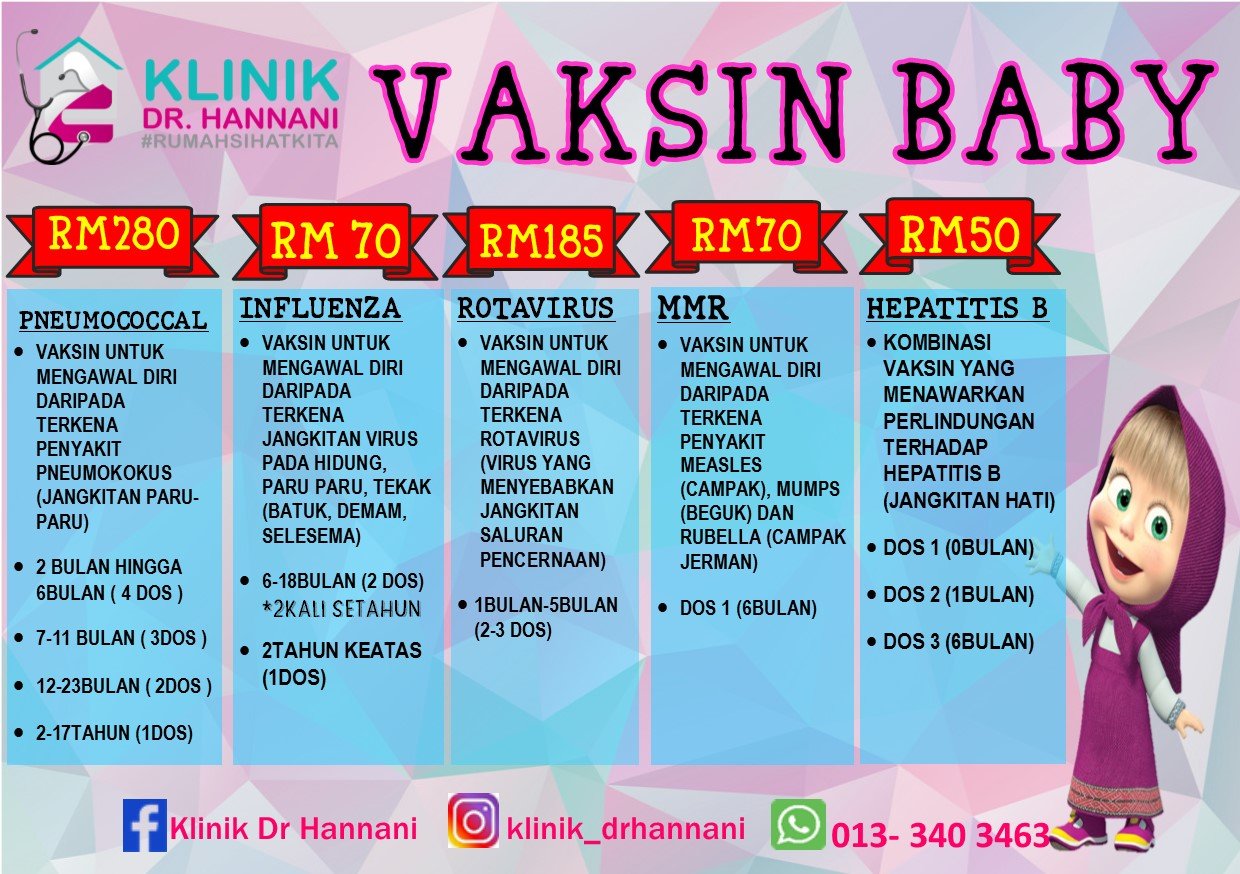 KLINIK
DR. HANNANI
#RUMAHSIHATKITA
VAKSIN BABY
RM280
PNEUMOCOCCAL
• VAKSIN UNTUK
MENGAWAL DIRI
DARIPADA
TERKENA
PENYAKIT
PNEUMOKOKUS
(JANGKITAN PARU-
PARU)
• 2 BULAN HINGGA
6BULAN ( 4 DOS )
• 7-11 BULAN ( 3DOS )
• 12-23BULAN ( 2DOS )
• 2-17TAHUN (1DOS)
RM 70
INFLUENZA
• VAKSIN UNTUK
MENGAWAL DIRI
DARIPADA
TERKENA
JANGKITAN VIRUS
PADA HIDUNG,
PARU PARU, TEKAK
(BATUK, DEMAM,
SELESEMA)
• 6-18BULAN (2 DOS)
*2KALI SETAHUN
• 2TAHUN KEATAS
(1DOS)
RM185
ROTAVIRUS
• VAKSIN UNTUK
MENGAWAL DIRI
DARIPADA
TERKENA
ROTAVIRUS
(VIRUS YANG
MENYEBABKAN
JANGKITAN
SALURAN
PENCERNAAN)
• 1BULAN-5BULAN
(2-3 DOS)
RM70
MMR
• VAKSIN UNTUK
MENGAWAL DIRI
DARIPADA
TERKENA
PENYAKIT
MEASLES
(CAMPAK), MUMPS
(BEGUK) DAN
RUBELLA (CAMPAK
JERMAN)
• DOS 1 (6BULAN)
RM50
HEPATITIS B
• KOMBINASI
VAKSIN YANG
MENAWARKAN
PERLINDUNGAN
TERHADAP
HEPATITIS B
(JANGKITAN HATI)
• DOS 1 (0BULAN)
• DOS 2 (1BULAN)
• DOS 3 (6BULAN)
Klinik Dr Hannani
klinik_drhannani
013- 340 3463